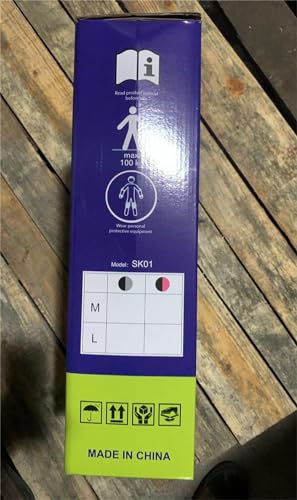 Read product manual
before use
max.
100 kg
Wear personal
protective equipment
Model: SK01
M
L
MADE IN CHINA